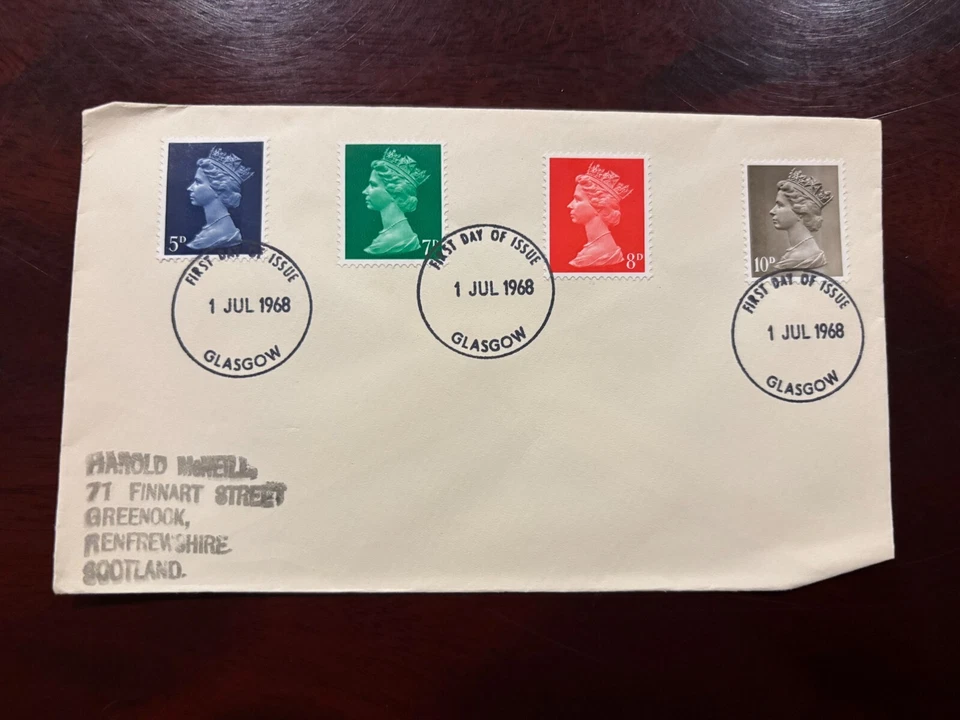 5D
7D
8D
10D
FIRST DAY OF ISSUE
1 JUL 1968
GLASGOW
FIRST DAY OF ISSUE
1 JUL 1968
GLASGOW
FIRST DAY OF ISSUE
1 JUL 1968
GLASGOW
HAROLD McNEILL,
71 FINNART STREET
GREENOCK,
RENFREWSHIRE
SCOTLAND.